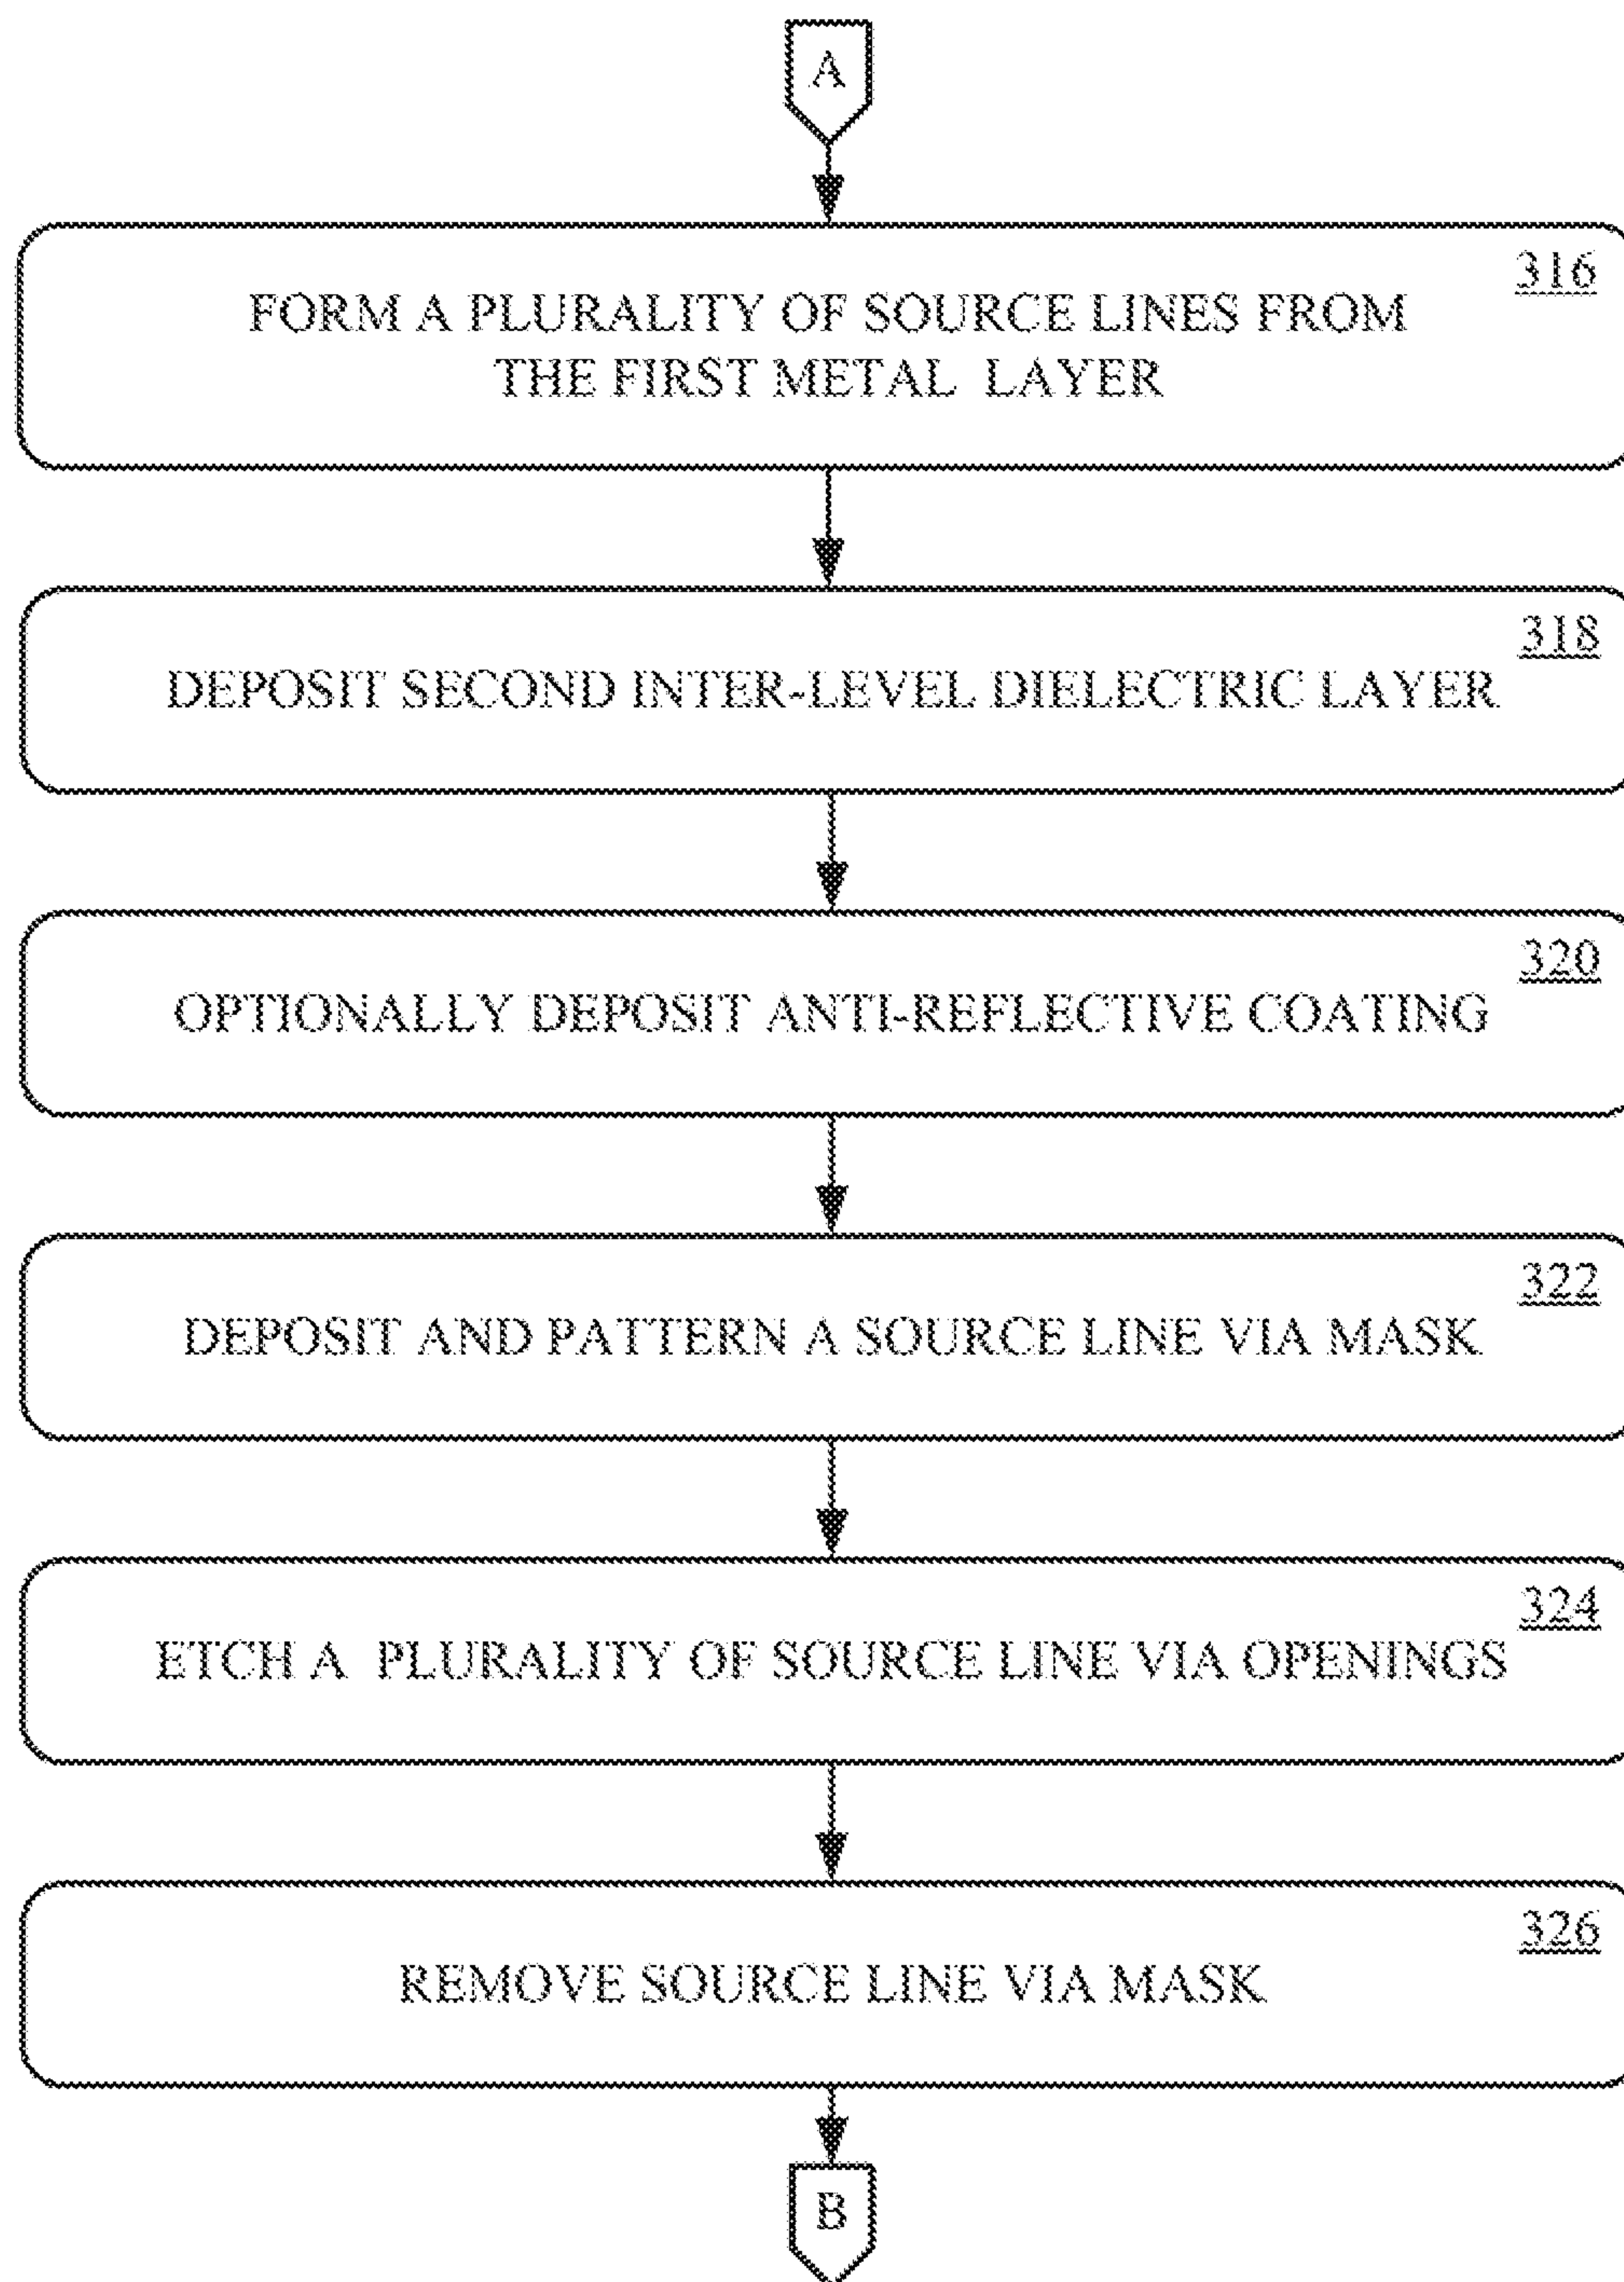 A
316
FORM A PLURALITY OF SOURCE LINES FROM
THE FIRST METAL LAYER
318
DEPOSIT SECOND INTER-LEVEL DIELECTRIC LAYER
320
OPTIONALLY DEPOSIT ANTI-REFLECTIVE COATING
322
DEPOSIT AND PATTERN A SOURCE LINE VIA MASK
324
ETCH A PLURALITY OF SOURCE LINE VIA OPENINGS
326
REMOVE SOURCE LINE VIA MASK
B